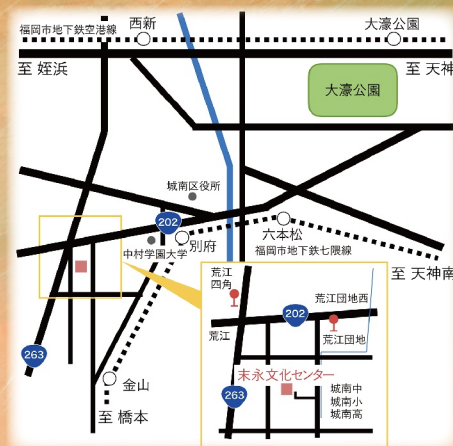 福岡市地下鉄空港線
西新
大濠公園
至 姪浜
至 天神
大濠公園
城南区役所
202
中村学園大学
別府
六本松
福岡市地下鉄七隈線
至 天神南
263
金山
至 橋本
荒江
四角
荒江団地西
202
荒江
荒江団地
末永文化センター
263
城南中
城南小
城南高